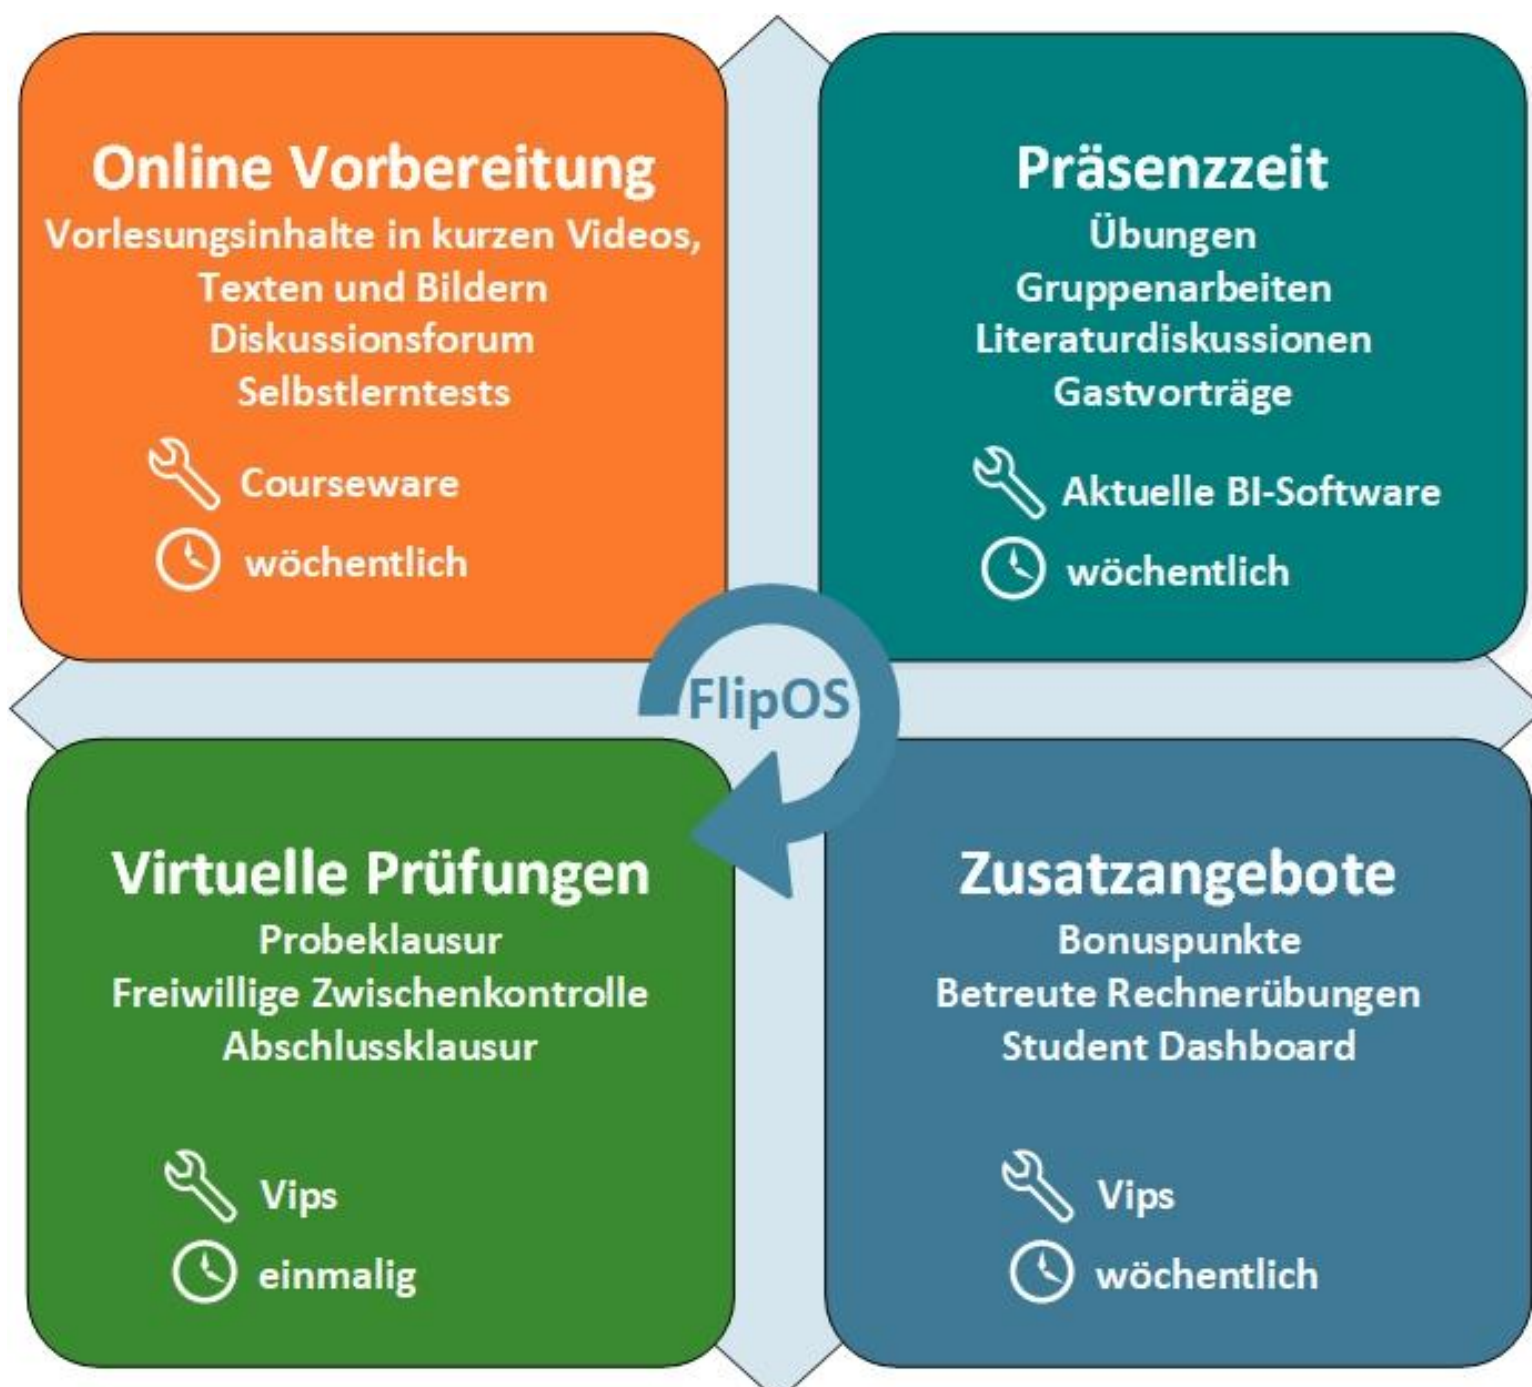 Online Vorbereitung
Vorlesungsinhalte in kurzen Videos,
Texten und Bildern
Diskussionsforum
Selbstlerntests
Courseware
wöchentlich
Präsenzzeit
Übungen
Gruppenarbeiten
Literaturdiskussionen
Gastvorträge
Aktuelle BI-Software
wöchentlich
FlipOS
Virtuelle Prüfungen
Probeklausur
Freiwillige Zwischenkontrolle
Abschlussklausur
Vips
einmalig
Zusatzangebote
Bonuspunkte
Betreute Rechnerübungen
Student Dashboard
Vips
wöchentlich